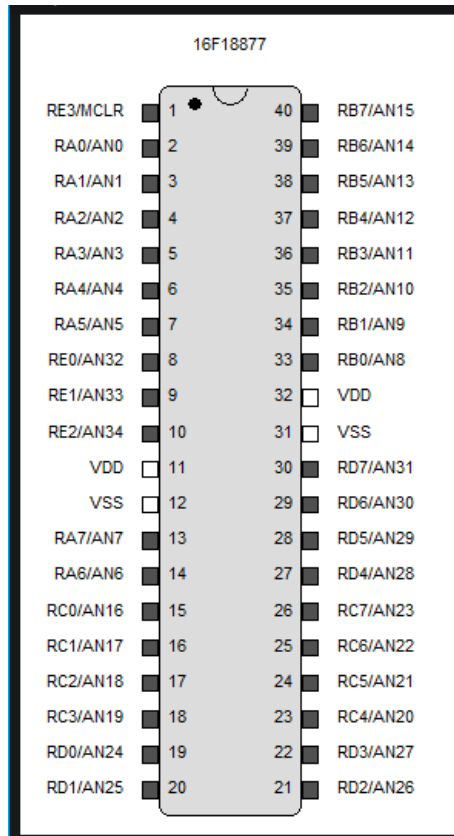 16F18877
RE3/MCLR 1 40 RB7/AN15
RA0/AN0 2 39 RB6/AN14
RA1/AN1 3 38 RB5/AN13
RA2/AN2 4 37 RB4/AN12
RA3/AN3 5 36 RB3/AN11
RA4/AN4 6 35 RB2/AN10
RA5/AN5 7 34 RB1/AN9
RE0/AN32 8 33 RB0/AN8
RE1/AN33 9 32 VDD
RE2/AN34 10 31 VSS
VDD 11 30 RD7/AN31
VSS 12 29 RD6/AN30
RA7/AN7 13 28 RD5/AN29
RA6/AN6 14 27 RD4/AN28
RC0/AN16 15 26 RC7/AN23
RC1/AN17 16 25 RC6/AN22
RC2/AN18 17 24 RC5/AN21
RC3/AN19 18 23 RC4/AN20
RD0/AN24 19 22 RD3/AN27
RD1/AN25 20 21 RD2/AN26